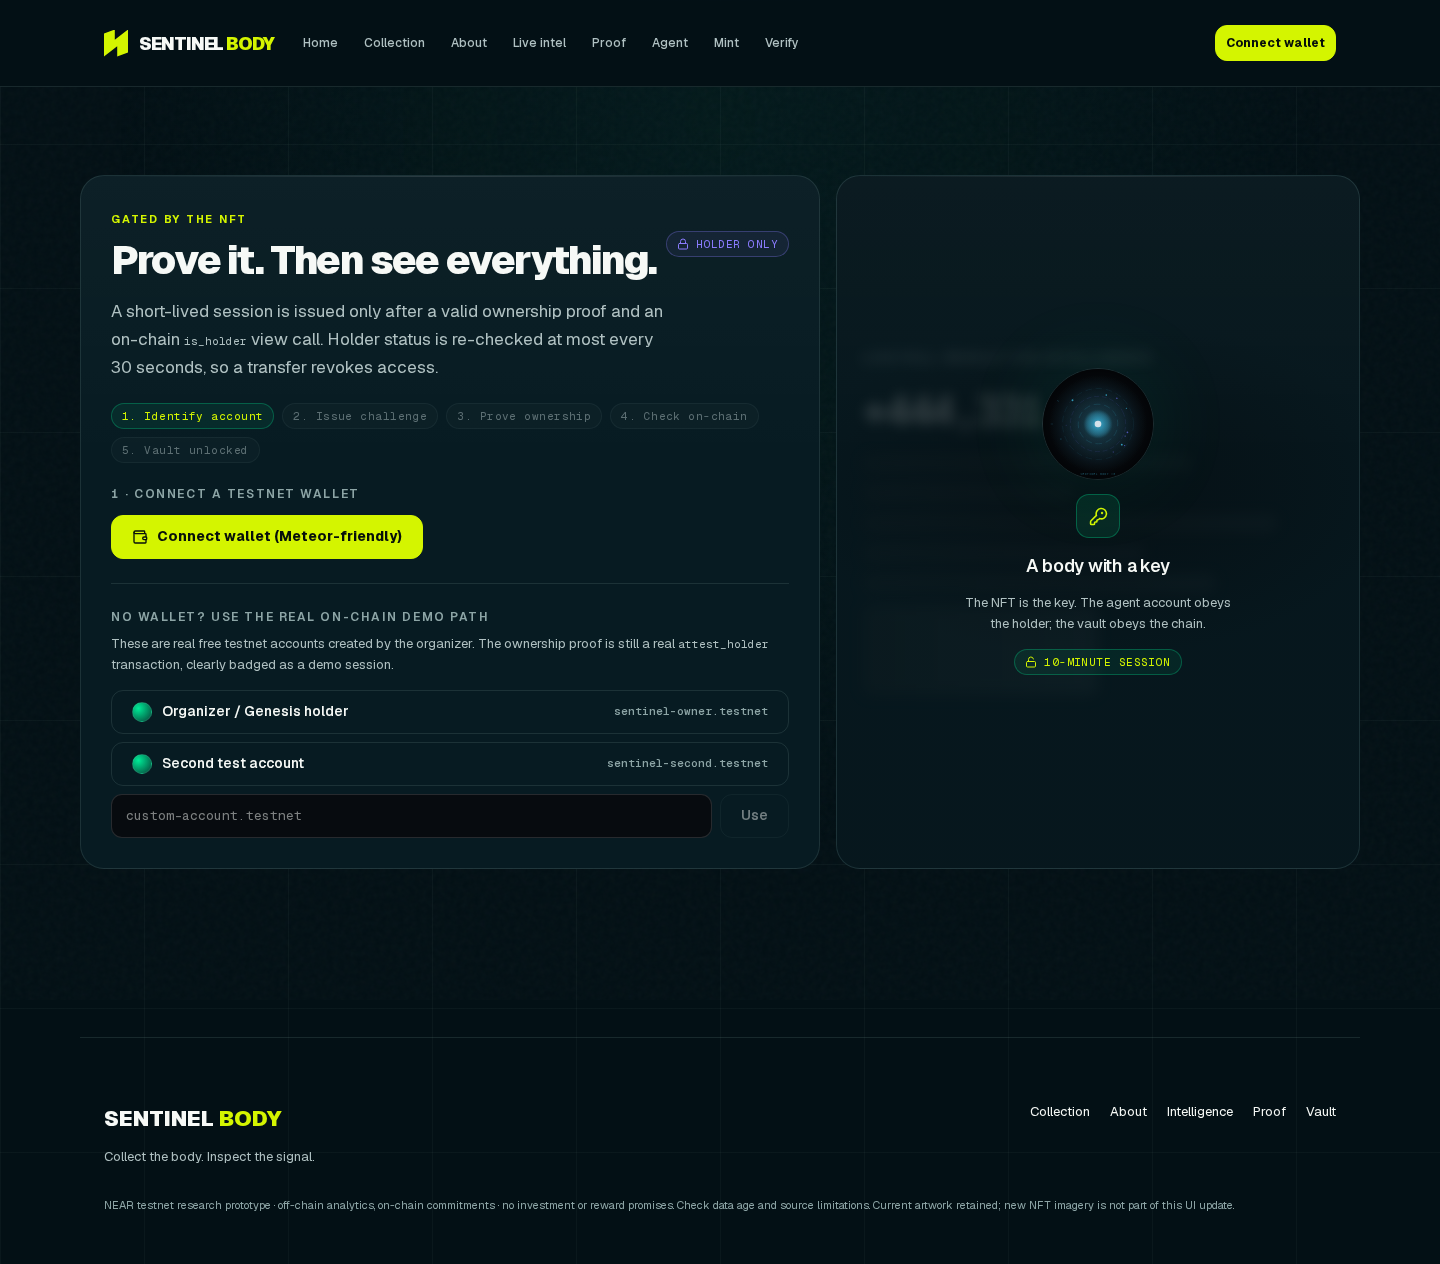 SENTINEL BODY
Home
Collection
About
Live intel
Proof
Agent
Mint
Verify
Connect wallet
GATED BY THE NFT
Prove it. Then see everything.
HOLDER ONLY
A short-lived session is issued only after a valid ownership proof and an
on-chain is_holder view call. Holder status is re-checked at most every
30 seconds, so a transfer revokes access.
1. Identify account
2. Issue challenge
3. Prove ownership
4. Check on-chain
5. Vault unlocked
1 · CONNECT A TESTNET WALLET
Connect wallet (Meteor-friendly)
NO WALLET? USE THE REAL ON-CHAIN DEMO PATH
These are real free testnet accounts created by the organizer. The ownership proof is still a real attest_holder
transaction, clearly badged as a demo session.
Organizer / Genesis holder
sentinel-owner.testnet
Second test account
sentinel-second.testnet
custom-account.testnet
Use
A body with a key
The NFT is the key. The agent account obeys
the holder; the vault obeys the chain.
10-MINUTE SESSION
SENTINEL BODY
Collect the body. Inspect the signal.
Collection
About
Intelligence
Proof
Vault
NEAR testnet research prototype · off-chain analytics, on-chain commitments · no investment or reward promises. Check data age and source limitations. Current artwork retained; new NFT imagery is not part of this UI update.